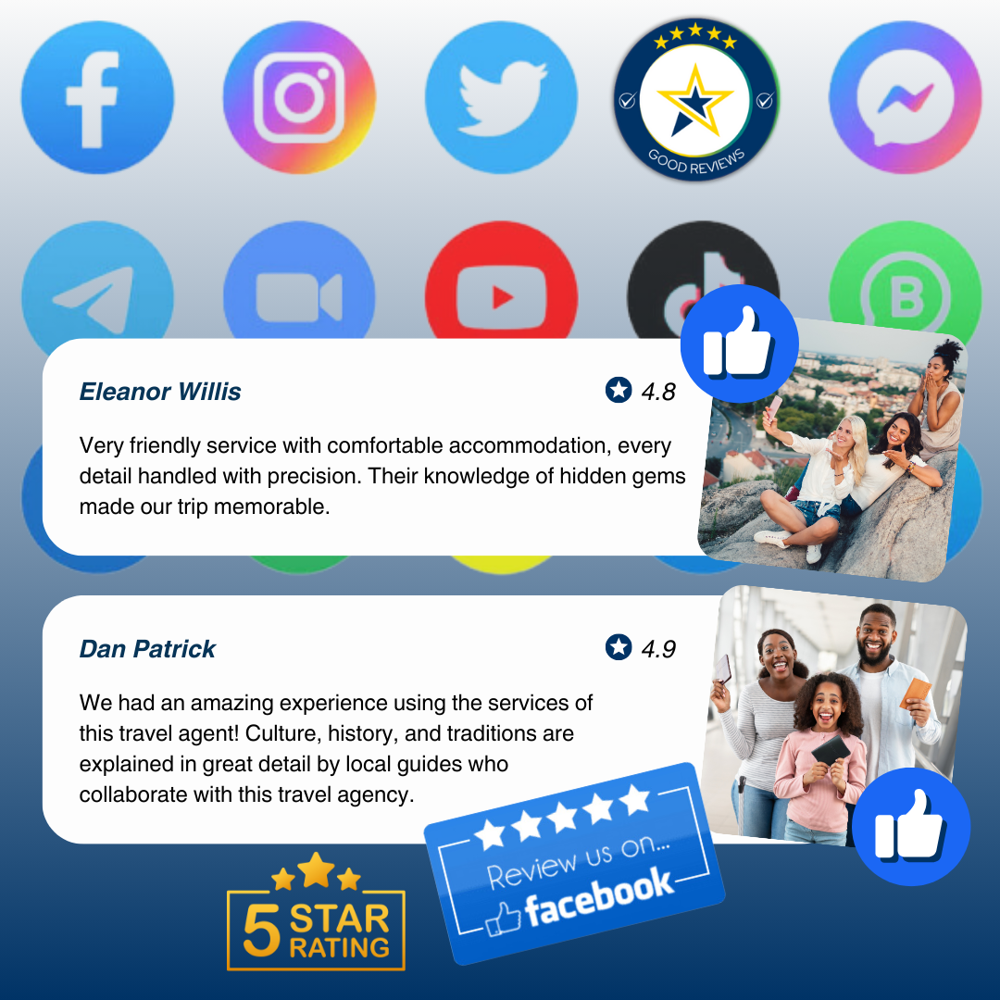 GOOD REVIEWS
B
Eleanor Willis
4.8
Very friendly service with comfortable accommodation, every
detail handled with precision. Their knowledge of hidden gems
made our trip memorable.
Dan Patrick
4.9
We had an amazing experience using the services of
this travel agent! Culture, history, and traditions are
explained in great detail by local guides who
collaborate with this travel agency.
Review us on...
facebook
5 STAR
RATING